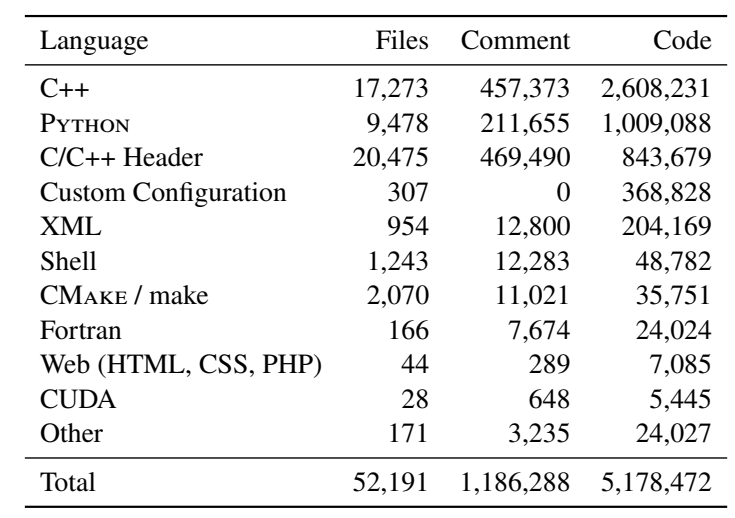 Language Files Comment Code
C++ 17,273 457,373 2,608,231
PYTHON 9,478 211,655 1,009,088
C/C++ Header 20,475 469,490 843,679
Custom Configuration 307 0 368,828
XML 954 12,800 204,169
Shell 1,243 12,283 48,782
CMAKE / make 2,070 11,021 35,751
Fortran 166 7,674 24,024
Web (HTML, CSS, PHP) 44 289 7,085
CUDA 28 648 5,445
Other 171 3,235 24,027
Total 52,191 1,186,288 5,178,472